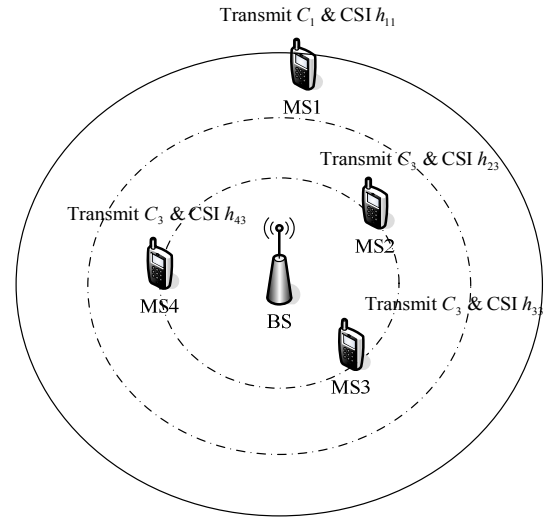 Transmit C₁ & CSI h₁₁
MS1
Transmit C₃ & CSI h₂₃
MS2
Transmit C₃ & CSI h₄₃
MS4
BS
Transmit C₃ & CSI h₃₃
MS3